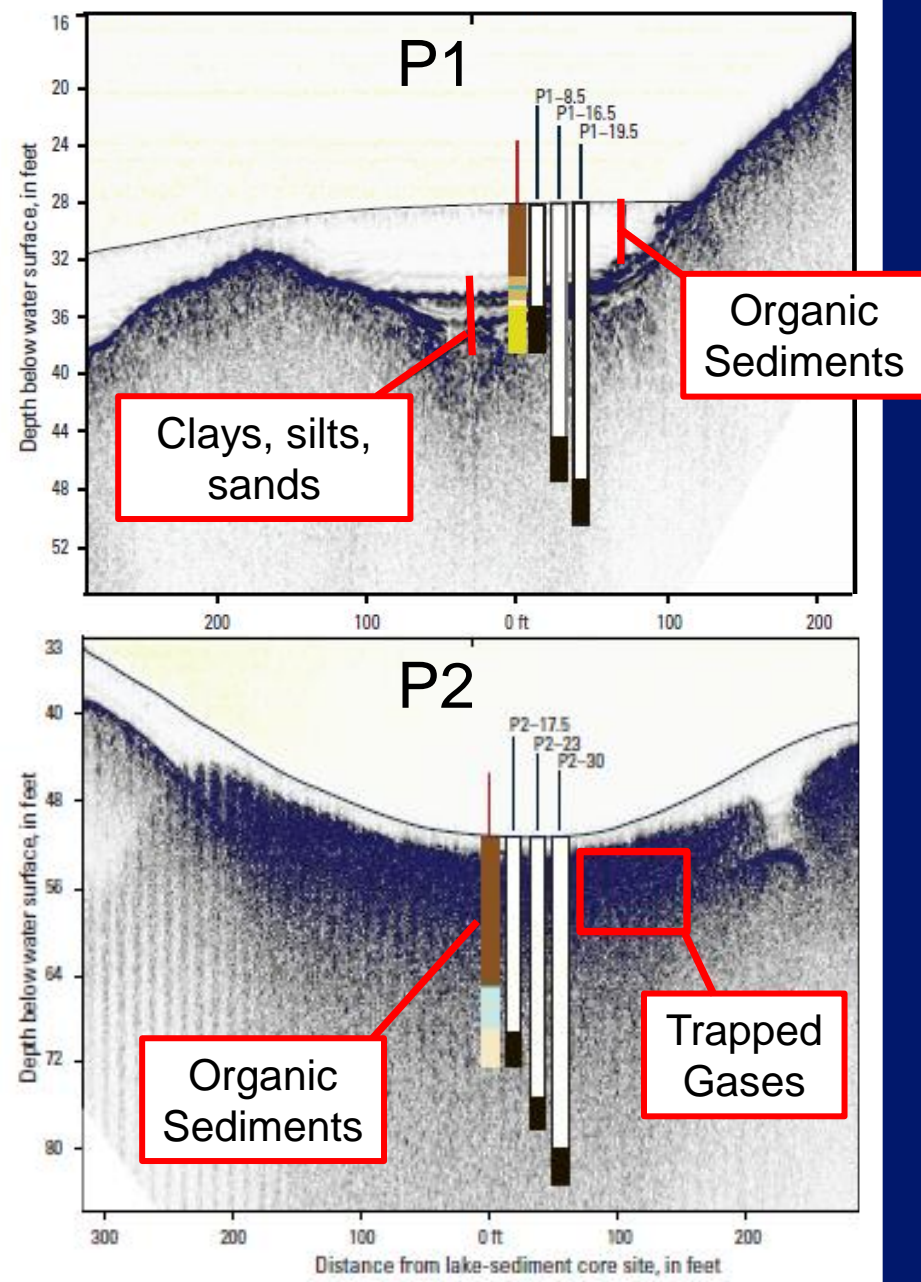 P1
16
20
24
28
32
36
40
44
48
52
Depth below water surface, in feet
P1–8.5
P1–16.5
P1–19.5
Organic
Sediments
Clays, silts,
sands
200
100
0 ft
100
200
P2
33
40
48
56
64
72
80
Depth below water surface, in feet
P2–17.5
P2–23
P2–30
Organic
Sediments
Trapped
Gases
300
200
100
0 ft
100
200
Distance from lake-sediment core site, in feet